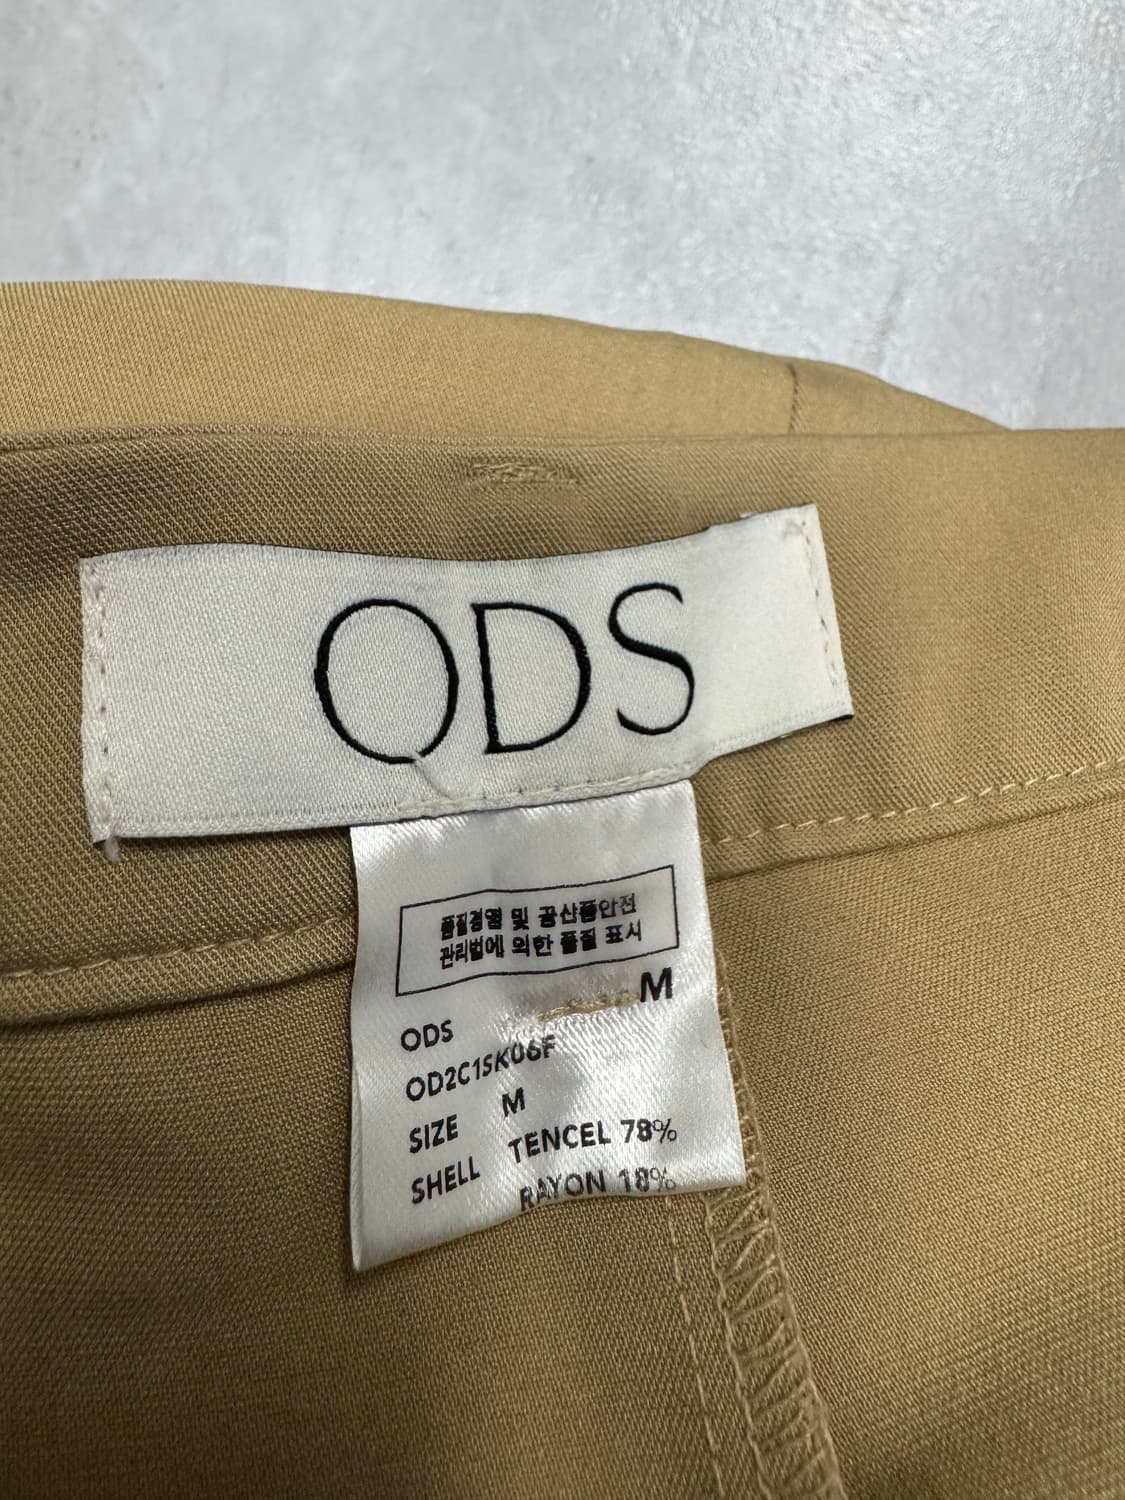 ODS
품질경영 및 공산품안전
관리법에 의한 품질 표시
M
ODS
OD2C1SK06F
SIZE M
SHELL TENCEL 78%
RAYON 18%